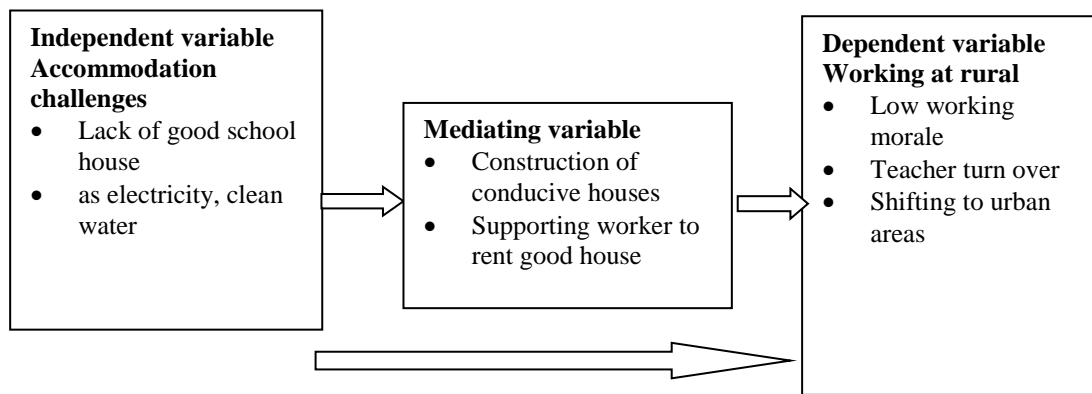 Independent variable
Accommodation
challenges
• Lack of good school
house
• as electricity, clean
water
Mediating variable
• Construction of
conducive houses
• Supporting worker to
rent good house
Dependent variable
Working at rural
• Low working
morale
• Teacher turn over
• Shifting to urban
areas